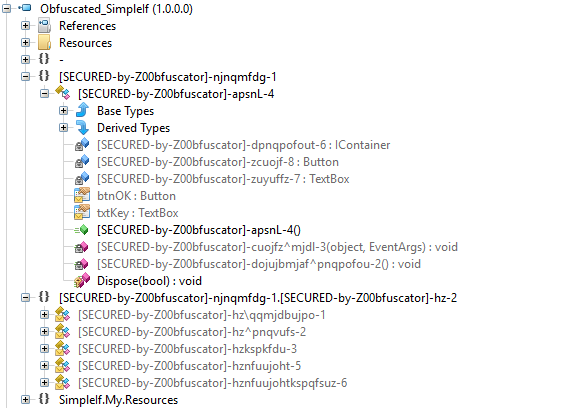 Obfuscated_SimpleIf (1.0.0.0)
References
Resources
{} -
{} [SECURED-by-Z00bfuscator]-njnqmfdg-1
[SECURED-by-Z00bfuscator]-apsnL-4
Base Types
Derived Types
[SECURED-by-Z00bfuscator]-dpnqpofout-6 : IContainer
[SECURED-by-Z00bfuscator]-zcuojf-8 : Button
[SECURED-by-Z00bfuscator]-zuyuffz-7 : TextBox
btnOK : Button
txtKey : TextBox
[SECURED-by-Z00bfuscator]-apsnL-4()
[SECURED-by-Z00bfuscator]-cuojfz^mjdl-3(object, EventArgs) : void
[SECURED-by-Z00bfuscator]-dojujbmjaf^pnqpofou-2() : void
Dispose(bool) : void
{} [SECURED-by-Z00bfuscator]-njnqmfdg-1.[SECURED-by-Z00bfuscator]-hz-2
[SECURED-by-Z00bfuscator]-hz\qqmjdbujpo-1
[SECURED-by-Z00bfuscator]-hz^pnqvufs-2
[SECURED-by-Z00bfuscator]-hzkspkfdu-3
[SECURED-by-Z00bfuscator]-hznfuujoht-5
[SECURED-by-Z00bfuscator]-hznfuujohtkspqfsuz-6
{} SimpleIf.My.Resources